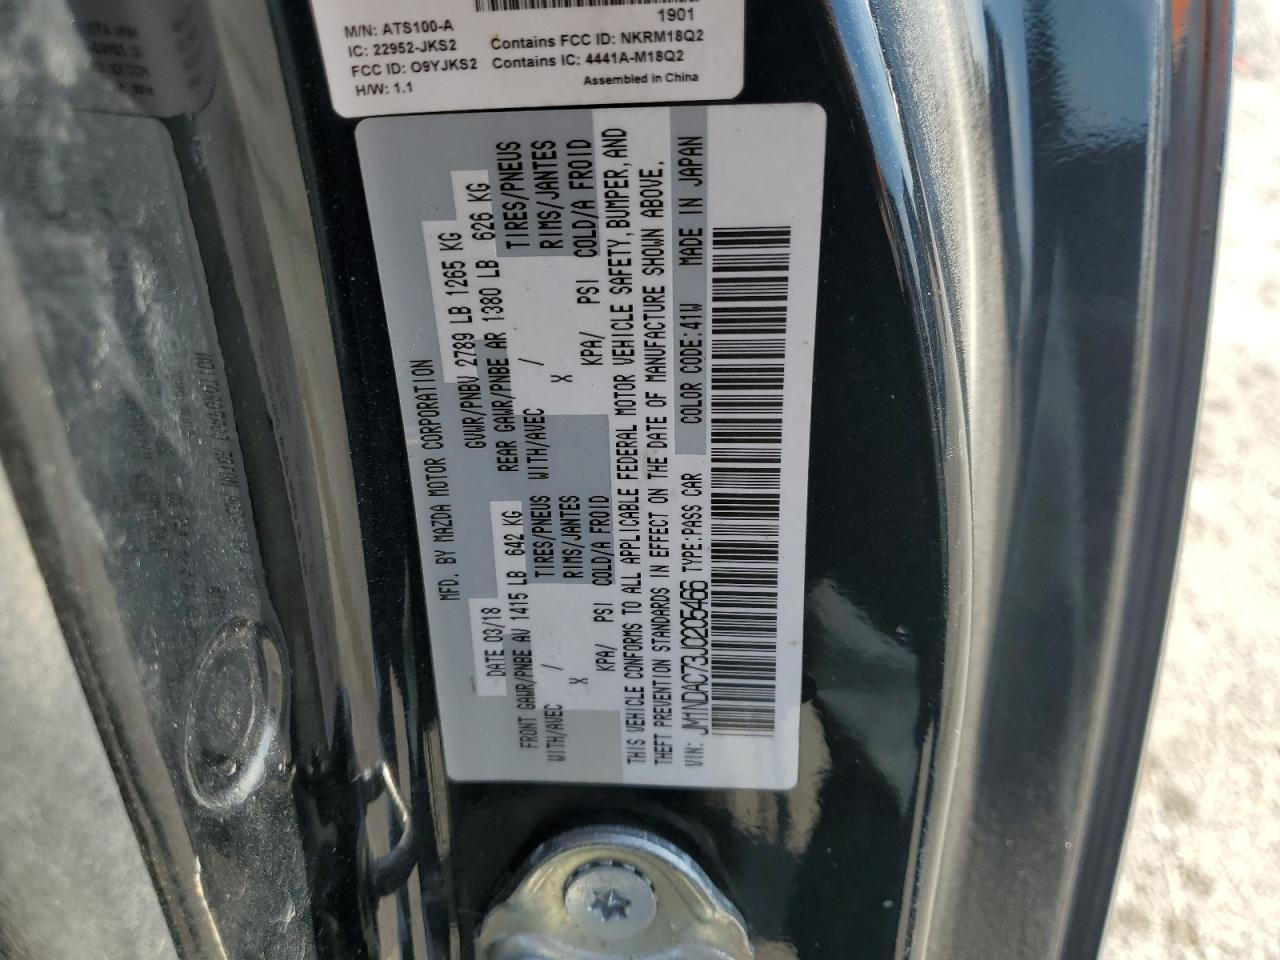 1901
M/N: ATS100-A
IC: 22952-JKS2
FCC ID: O9YJKS2
H/W: 1.1
Contains FCC ID: NKRM18Q2
Contains IC: 4441A-M18Q2
Assembled in China
MFD. BY MAZDA MOTOR CORPORATION
DATE 03/18 GVWR/PNBV 2789 LB 1265 KG
FRONT GAWR/PNBE AV 1415 LB 642 KG REAR GAWR/PNBE AR 1380 LB 626 KG
WITH/AVEC / TIRES/PNEUS WITH/AVEC / TIRES/PNEUS
X RIMS/JANTES X RIMS/JANTES
KPA/ PSI COLD/A FROID KPA/ PSI COLD/A FROID
THIS VEHICLE CONFORMS TO ALL APPLICABLE FEDERAL MOTOR VEHICLE SAFETY, BUMPER, AND
THEFT PREVENTION STANDARDS IN EFFECT ON THE DATE OF MANUFACTURE SHOWN ABOVE.
VIN: JM1NDAC73J0205466 TYPE:PASS CAR COLOR CODE:41W MADE IN JAPAN